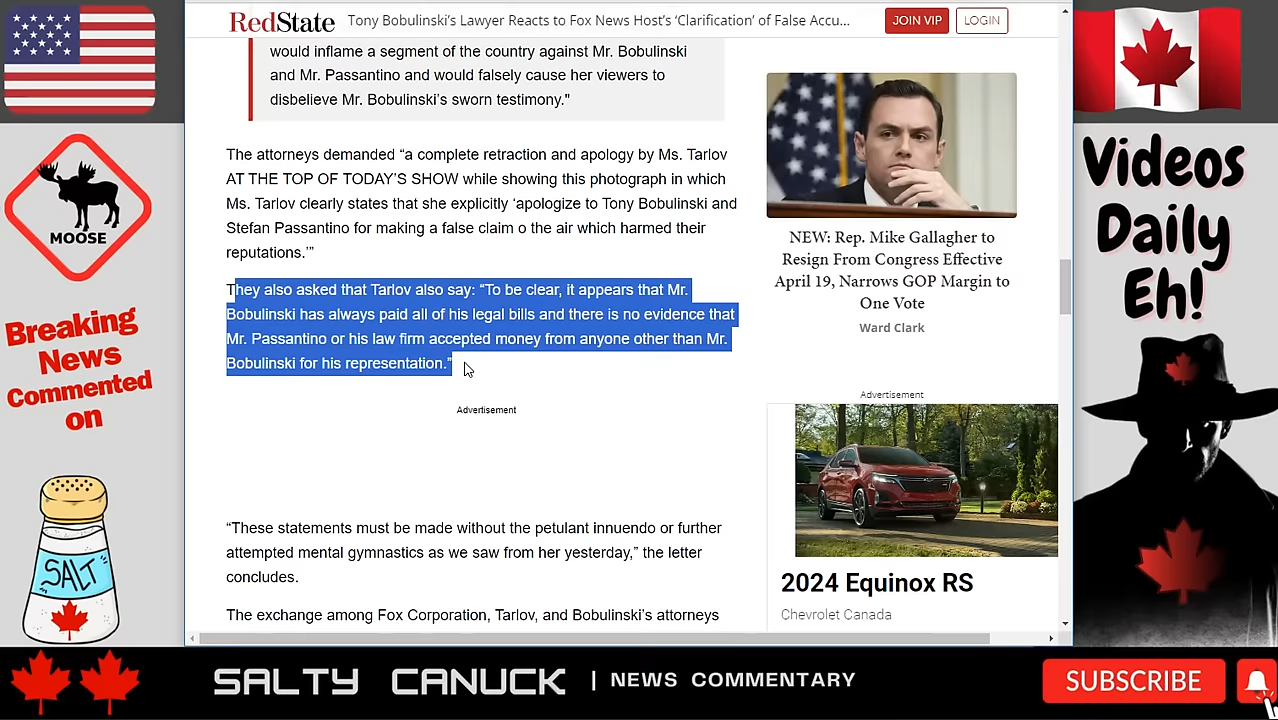 RedState
Tony Bobulinski's Lawyer Reacts to Fox News Host's ‘Clarification’ of False Accu...
JOIN VIP
LOGIN
would inflame a segment of the country against Mr. Bobulinski
and Mr. Passantino and would falsely cause her viewers to
disbelieve Mr. Bobulinski's sworn testimony."
The attorneys demanded “a complete retraction and apology by Ms. Tarlov
AT THE TOP OF TODAY'S SHOW while showing this photograph in which
Ms. Tarlov clearly states that she explicitly ‘apologize to Tony Bobulinski and
Stefan Passantino for making a false claim o the air which harmed their
reputations.’”
They also asked that Tarlov also say: “To be clear, it appears that Mr.
Bobulinski has always paid all of his legal bills and there is no evidence that
Mr. Passantino or his law firm accepted money from anyone other than Mr.
Bobulinski for his representation.”
Advertisement
“These statements must be made without the petulant innuendo or further
attempted mental gymnastics as we saw from her yesterday,” the letter
concludes.
The exchange among Fox Corporation, Tarlov, and Bobulinski's attorneys
NEW: Rep. Mike Gallagher to
Resign From Congress Effective
April 19, Narrows GOP Margin to
One Vote
Ward Clark
Advertisement
2024 Equinox RS
Chevrolet Canada
MOOSE
Breaking
News
Commented
on
SALT
Videos
Daily
Eh!
SALTY CANUCK | NEWS COMMENTARY
SUBSCRIBE